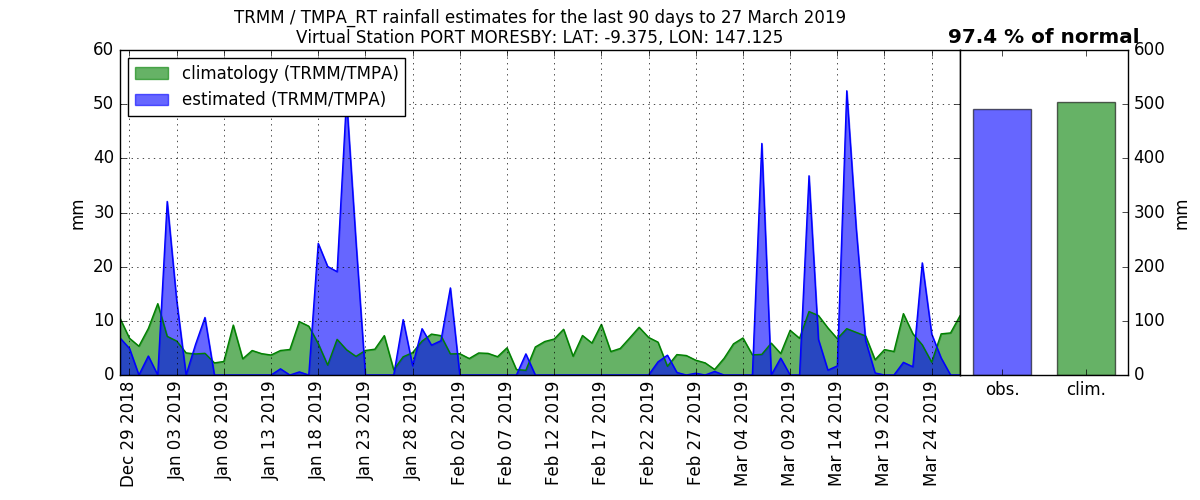 TRMM / TMPA_RT rainfall estimates for the last 90 days to 27 March 2019
Virtual Station PORT MORESBY: LAT: -9.375, LON: 147.125
97.4 % of normal
climatology (TRMM/TMPA)
estimated (TRMM/TMPA)
mm
60
50
40
30
20
10
0
600
500
400
300
200
100
0
mm
obs.
clim.
Dec 29 2018
Jan 03 2019
Jan 08 2019
Jan 13 2019
Jan 18 2019
Jan 23 2019
Jan 28 2019
Feb 02 2019
Feb 07 2019
Feb 12 2019
Feb 17 2019
Feb 22 2019
Feb 27 2019
Mar 04 2019
Mar 09 2019
Mar 14 2019
Mar 19 2019
Mar 24 2019